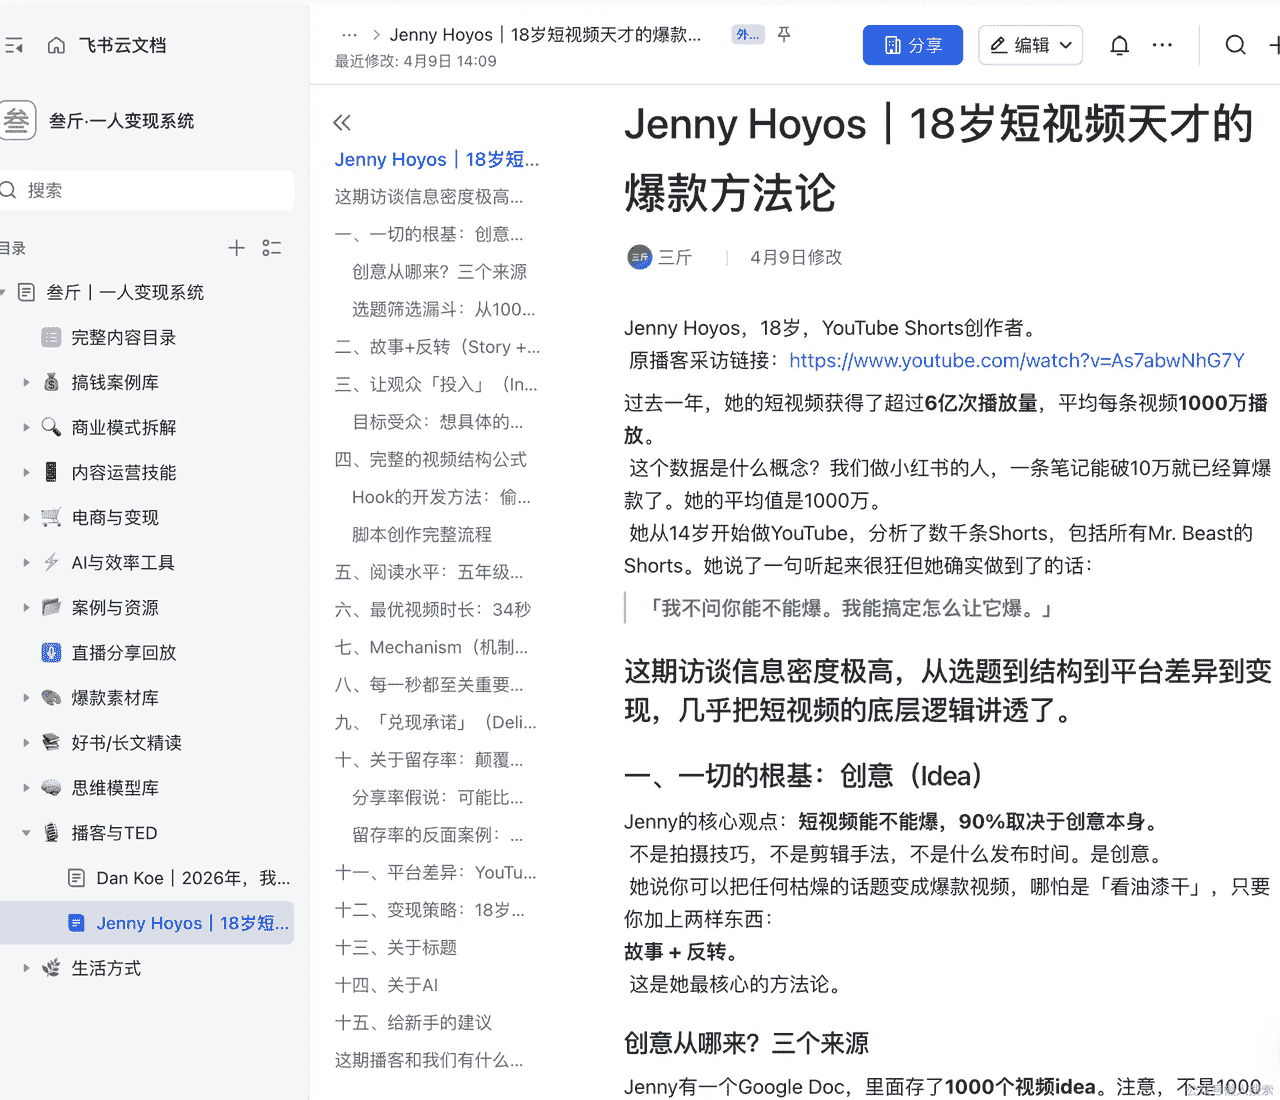 飞书云文档
叁
叁斤·一人变现系统
搜索
目录
叁斤 | 一人变现系统
完整内容目录
搞钱案例库
商业模式拆解
内容运营技能
电商与变现
AI与效率工具
案例与资源
直播分享回放
爆款素材库
好书/长文精读
思维模型库
播客与TED
Dan Koe | 2026年，我...
Jenny Hoyos | 18岁短...
生活方式
... > Jenny Hoyos | 18岁短视频天才的爆款... 外...
最近修改: 4月9日 14:09
分享
编辑
Jenny Hoyos | 18岁短...
这期访谈信息密度极高...
一、一切的根基：创意...
创意从哪来？三个来源
选题筛选漏斗：从100...
二、故事+反转（Story +...
三、让观众「投入」（In...
目标受众：想具体的...
四、完整的视频结构公式
Hook的开发方法：偷...
脚本创作完整流程
五、阅读水平：五年级...
六、最优视频时长：34秒
七、Mechanism（机制...
八、每一秒都至关重要...
九、「兑现承诺」（Deli...
十、关于留存率：颠覆...
分享率假说：可能比...
留存率的反面案例：...
十一、平台差异：YouTu...
十二、变现策略：18岁...
十三、关于标题
十四、关于AI
十五、给新手的建议
这期播客和我们有什么...
Jenny Hoyos | 18岁短视频天才的
爆款方法论
三斤 三斤 | 4月9日修改
Jenny Hoyos，18岁，YouTube Shorts创作者。
原播客采访链接：https://www.youtube.com/watch?v=As7abwNhG7Y
过去一年，她的短视频获得了超过6亿次播放量，平均每条视频1000万播
放。
这个数据是什么概念？我们做小红书的人，一条笔记能破10万就已经算爆
款了。她的平均值是1000万。
她从14岁开始做YouTube，分析了数千条Shorts，包括所有Mr. Beast的
Shorts。她说了一句听起来很狂但她确实做到了的话：
「我不问你能不能爆。我能搞定怎么让它爆。」
这期访谈信息密度极高，从选题到结构到平台差异到变
现，几乎把短视频的底层逻辑讲透了。
一、一切的根基：创意（Idea）
Jenny的核心观点：短视频能不能爆，90%取决于创意本身。
不是拍摄技巧，不是剪辑手法，不是什么发布时间。是创意。
她说你可以把任何枯燥的话题变成爆款视频，哪怕是「看油漆干」，只要
你加上两样东西：
故事 + 反转。
这是她最核心的方法论。
创意从哪来？三个来源
Jenny有一个Google Doc，里面存了1000个视频idea。注意，不是1000